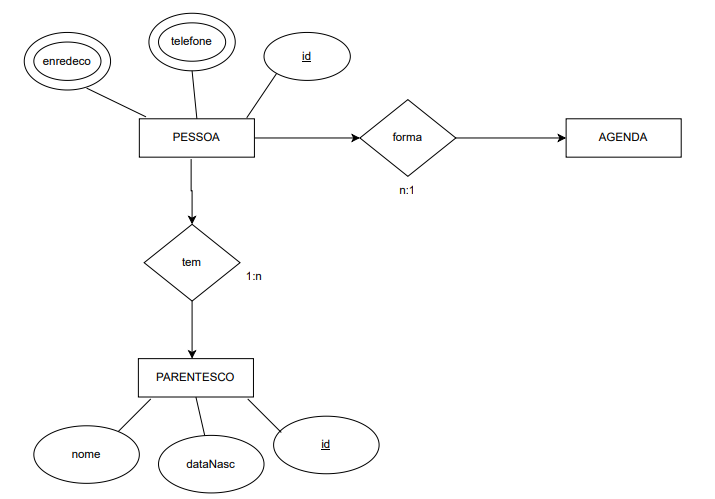 telefone
enredeco
id
PESSOA
forma
AGENDA
n:1
tem
1:n
PARENTESCO
nome
dataNasc
id